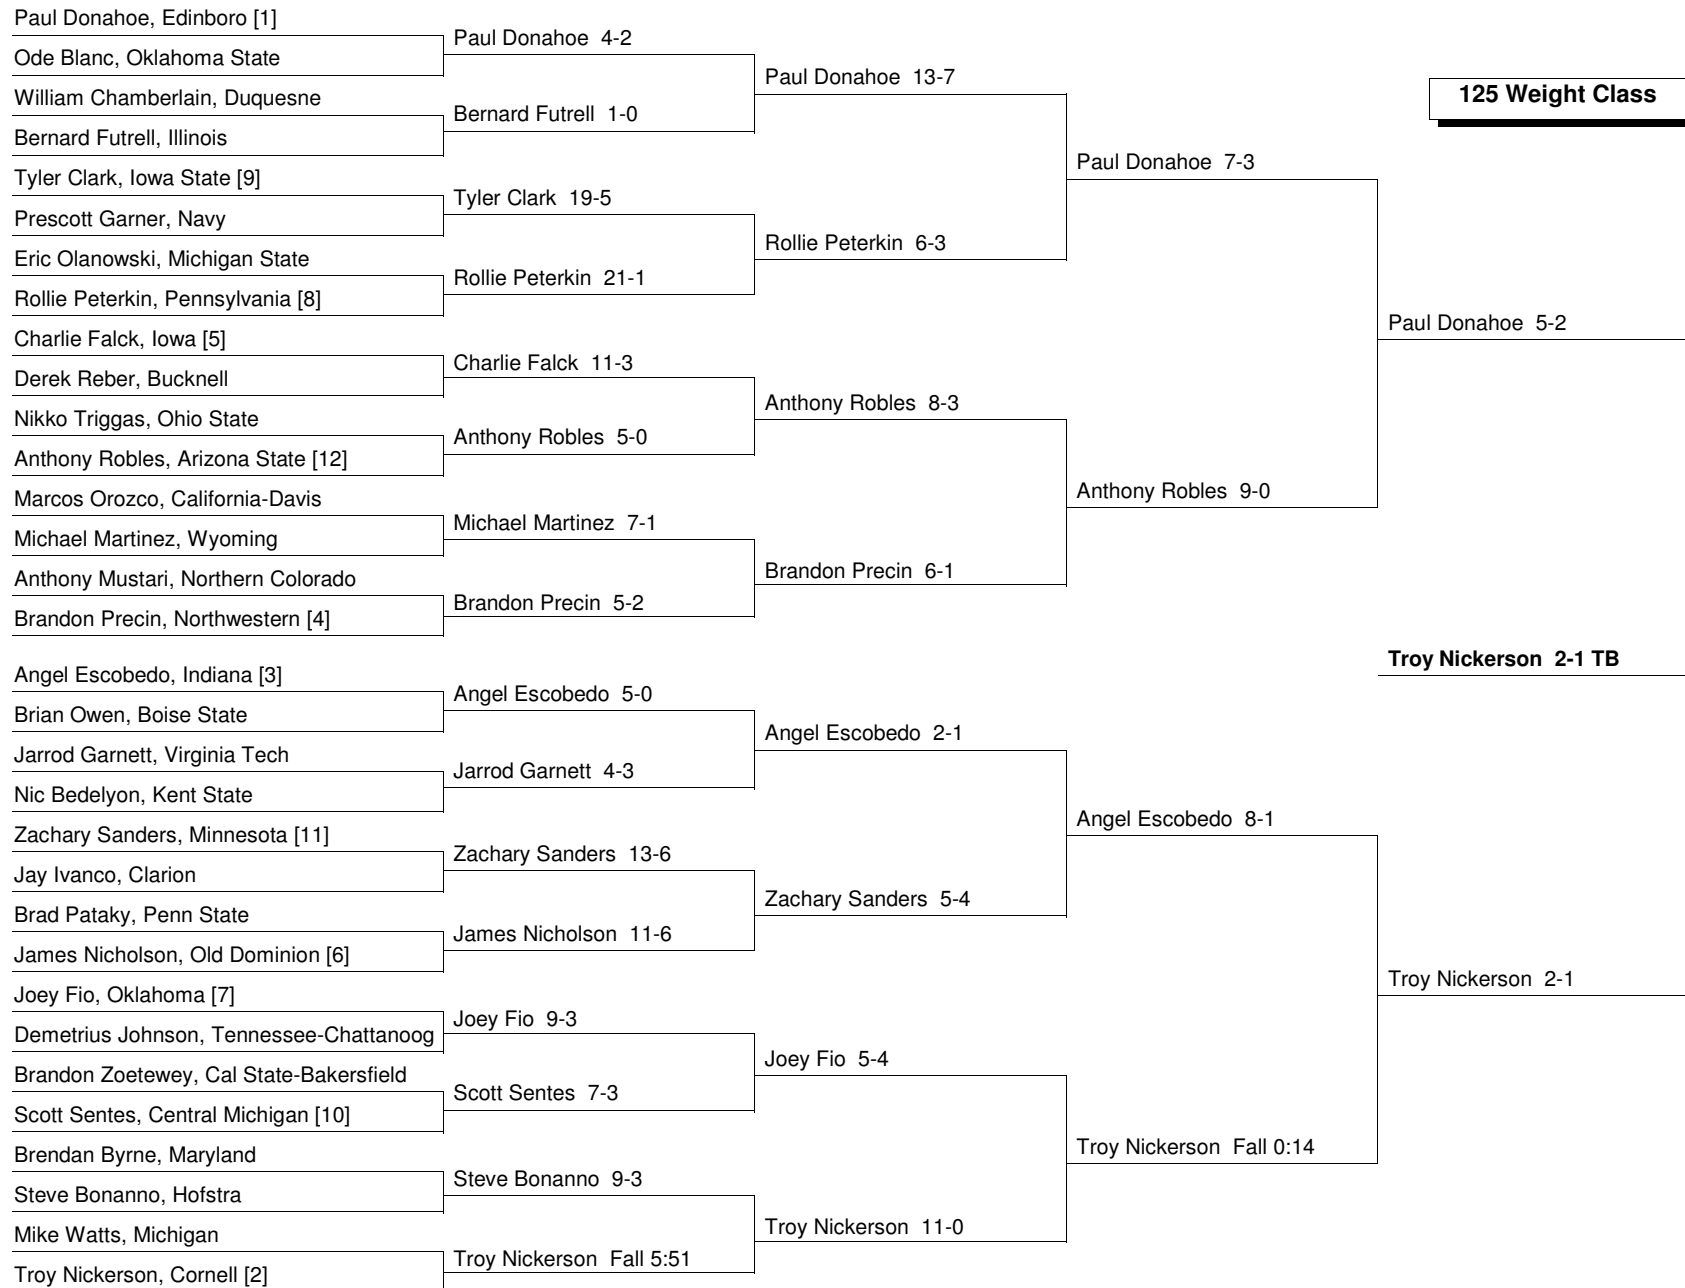 Paul Donahoe, Edinboro [1]
Ode Blanc, Oklahoma State
William Chamberlain, Duquesne
Bernard Futrell, Illinois
Tyler Clark, Iowa State [9]
Prescott Garner, Navy
Eric Olanowski, Michigan State
Rollie Peterkin, Pennsylvania [8]
Charlie Falck, Iowa [5]
Derek Reber, Bucknell
Nikko Triggas, Ohio State
Anthony Robles, Arizona State [12]
Marcos Orozco, California-Davis
Michael Martinez, Wyoming
Anthony Mustari, Northern Colorado
Brandon Precin, Northwestern [4]
Angel Escobedo, Indiana [3]
Brian Owen, Boise State
Jarrod Garnett, Virginia Tech
Nic Bedelyon, Kent State
Zachary Sanders, Minnesota [11]
Jay Ivanco, Clarion
Brad Pataky, Penn State
James Nicholson, Old Dominion [6]
Joey Fio, Oklahoma [7]
Demetrius Johnson, Tennessee-Chattanoog
Brandon Zoetewey, Cal State-Bakersfield
Scott Sentes, Central Michigan [10]
Brendan Byrne, Maryland
Steve Bonanno, Hofstra
Mike Watts, Michigan
Troy Nickerson, Cornell [2]
Paul Donahoe 4-2
Bernard Futrell 1-0
Tyler Clark 19-5
Rollie Peterkin 21-1
Charlie Falck 11-3
Anthony Robles 5-0
Michael Martinez 7-1
Brandon Precin 5-2
Angel Escobedo 5-0
Jarrod Garnett 4-3
Zachary Sanders 13-6
James Nicholson 11-6
Joey Fio 9-3
Scott Sentes 7-3
Steve Bonanno 9-3
Troy Nickerson Fall 5:51
Paul Donahoe 13-7
Rollie Peterkin 6-3
Anthony Robles 8-3
Brandon Precin 6-1
Angel Escobedo 2-1
Zachary Sanders 5-4
Joey Fio 5-4
Troy Nickerson 11-0
Paul Donahoe 7-3
Anthony Robles 9-0
Angel Escobedo 8-1
Troy Nickerson Fall 0:14
125 Weight Class
Paul Donahoe 5-2
Troy Nickerson 2-1 TB
Troy Nickerson 2-1